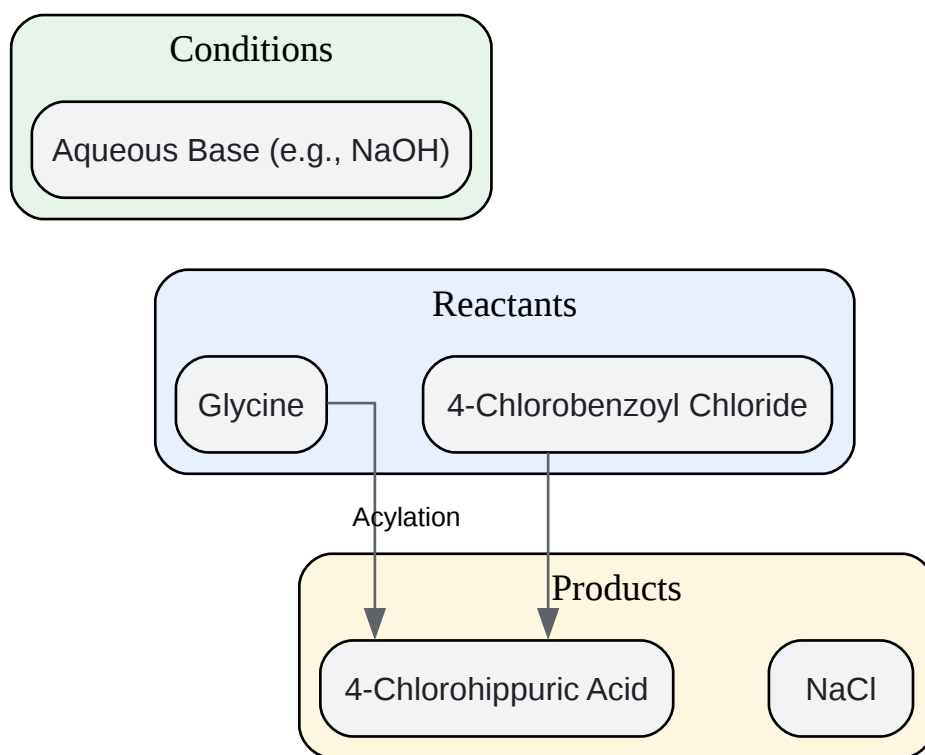 Conditions
Aqueous Base (e.g., NaOH)
Reactants
Glycine
4-Chlorobenzoyl Chloride
Acylation
Products
4-Chlorohippuric Acid
NaCl